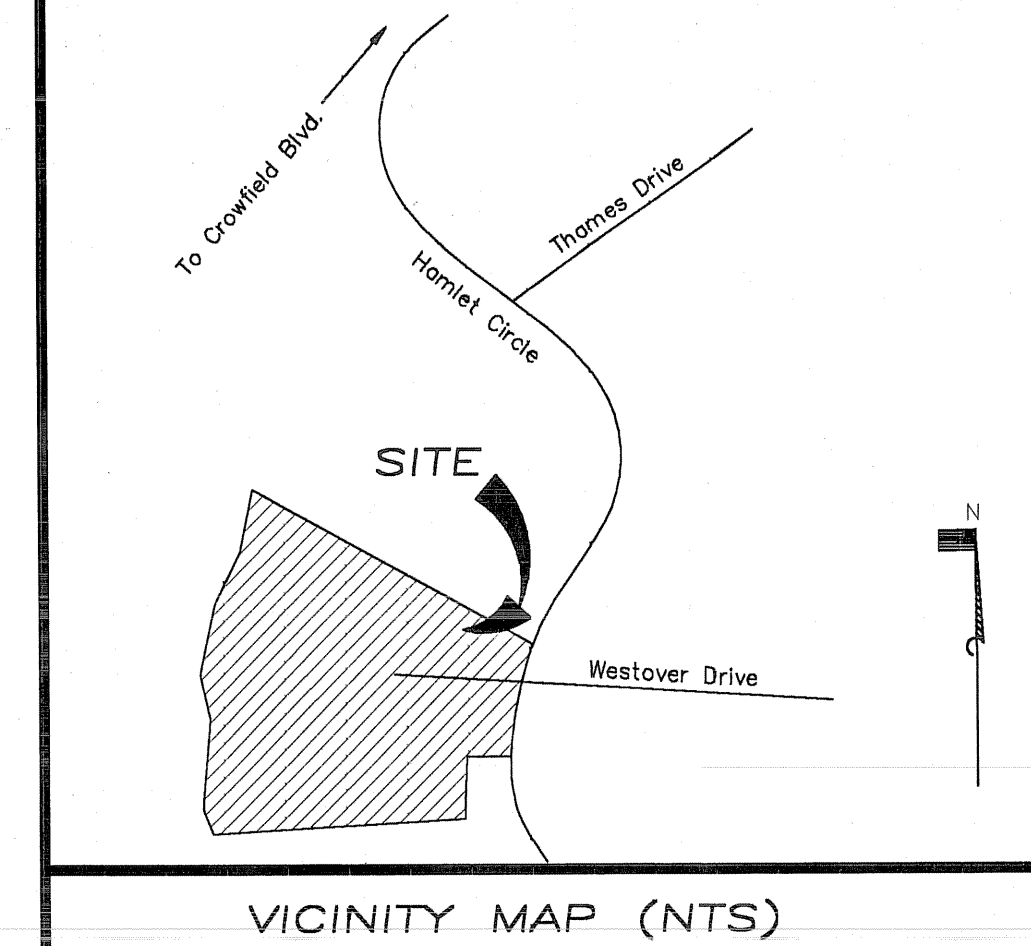 To Crowfield Blvd.
Thames Drive
Hamlet Circle
SITE
N
Westover Drive
VICINITY MAP (NTS)